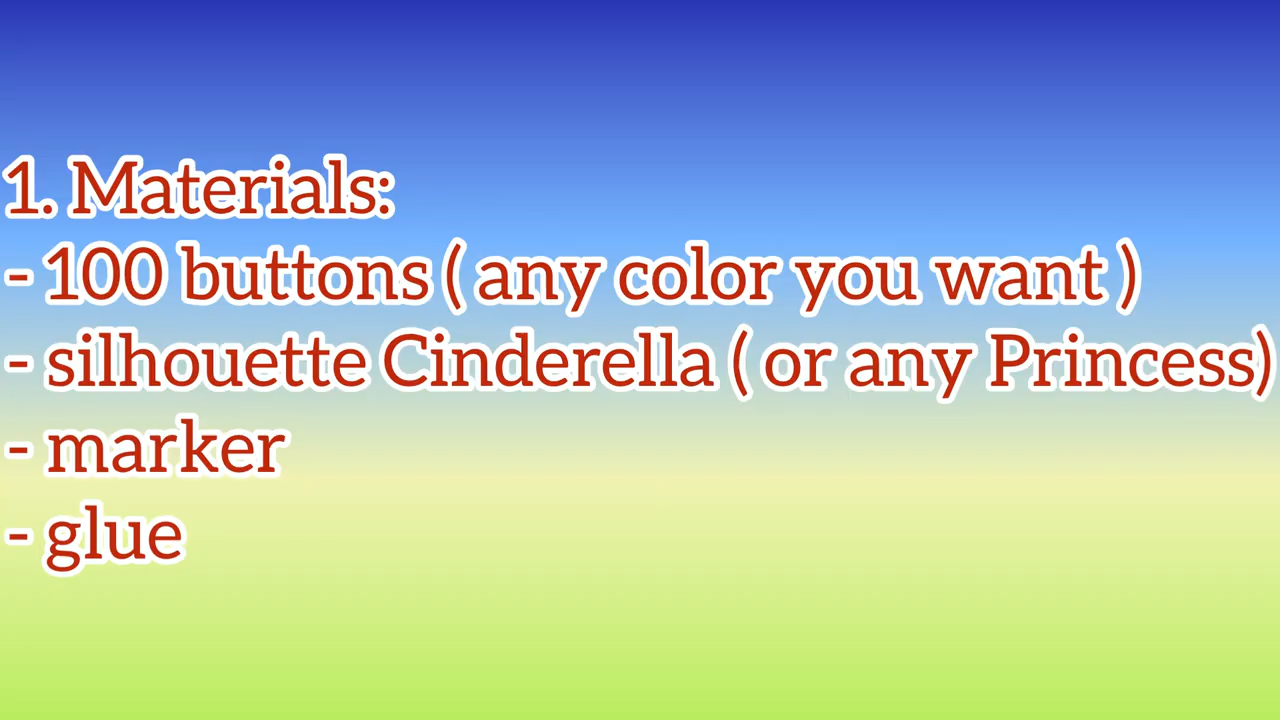 1. Materials:
- 100 buttons ( any color you want )
- silhouette Cinderella ( or any Princess)
- marker
- glue